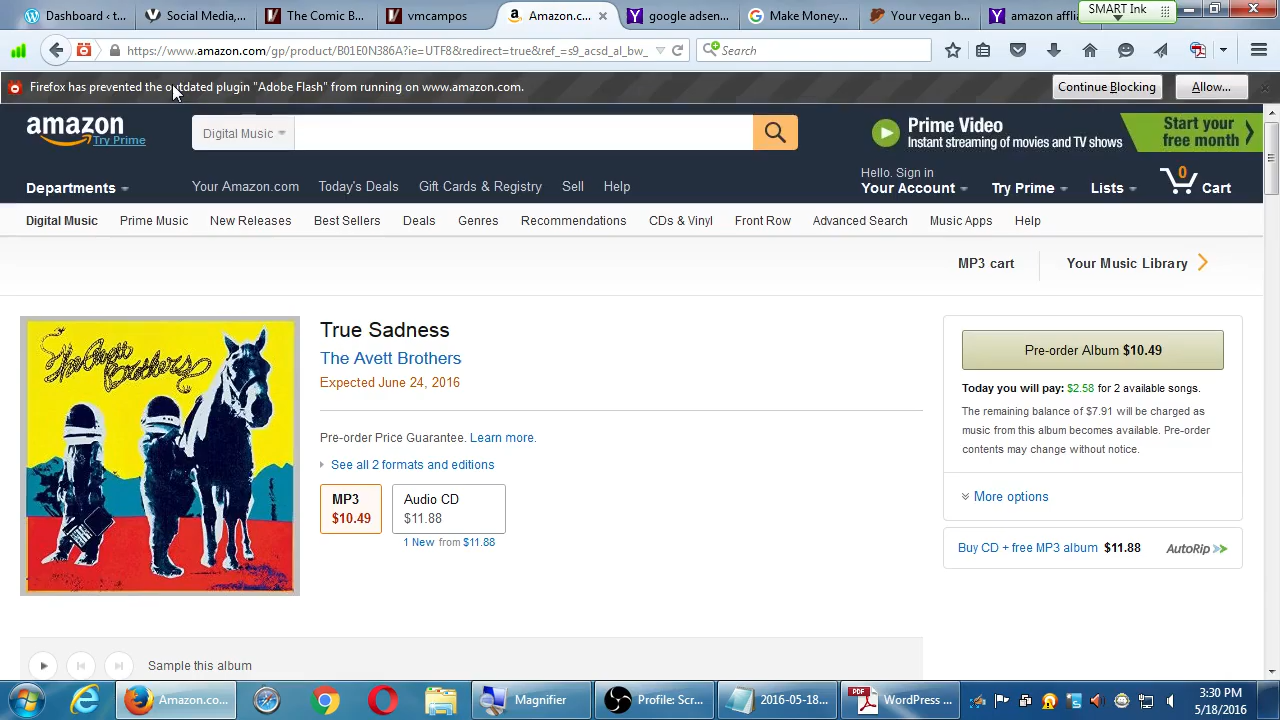 Dashboard ‹ t...
Social Media,...
The Comic B...
vmcampos
Amazon.c...
google adsen...
Make Money...
Your vegan b...
amazon affili
SMART Ink
https://www.amazon.com/gp/product/B01E0N386A?ie=UTF8&redirect=true&ref_=s9_acsd_al_bw_
Search
Firefox has prevented the outdated plugin "Adobe Flash" from running on www.amazon.com.
Continue Blocking
Allow...
amazon
Try Prime
Digital Music
Prime Video
Instant streaming of movies and TV shows
Start your
free month
Departments
Your Amazon.com
Today's Deals
Gift Cards & Registry
Sell
Help
Hello. Sign in
Your Account
Try Prime
Lists
0
Cart
Digital Music
Prime Music
New Releases
Best Sellers
Deals
Genres
Recommendations
CDs & Vinyl
Front Row
Advanced Search
Music Apps
Help
MP3 cart
Your Music Library
The Avett Brothers
True Sadness
The Avett Brothers
Expected June 24, 2016
Pre-order Price Guarantee. Learn more.
See all 2 formats and editions
MP3
$10.49
Audio CD
$11.88
1 New from $11.88
Pre-order Album $10.49
Today you will pay: $2.58 for 2 available songs.
The remaining balance of $7.91 will be charged as
music from this album becomes available. Pre-order
contents may change without notice.
More options
Buy CD + free MP3 album $11.88
AutoRip
Sample this album
Amazon.co...
Magnifier
Profile: Scr...
2016-05-18...
PDF
WordPress ...
3:30 PM
5/18/2016